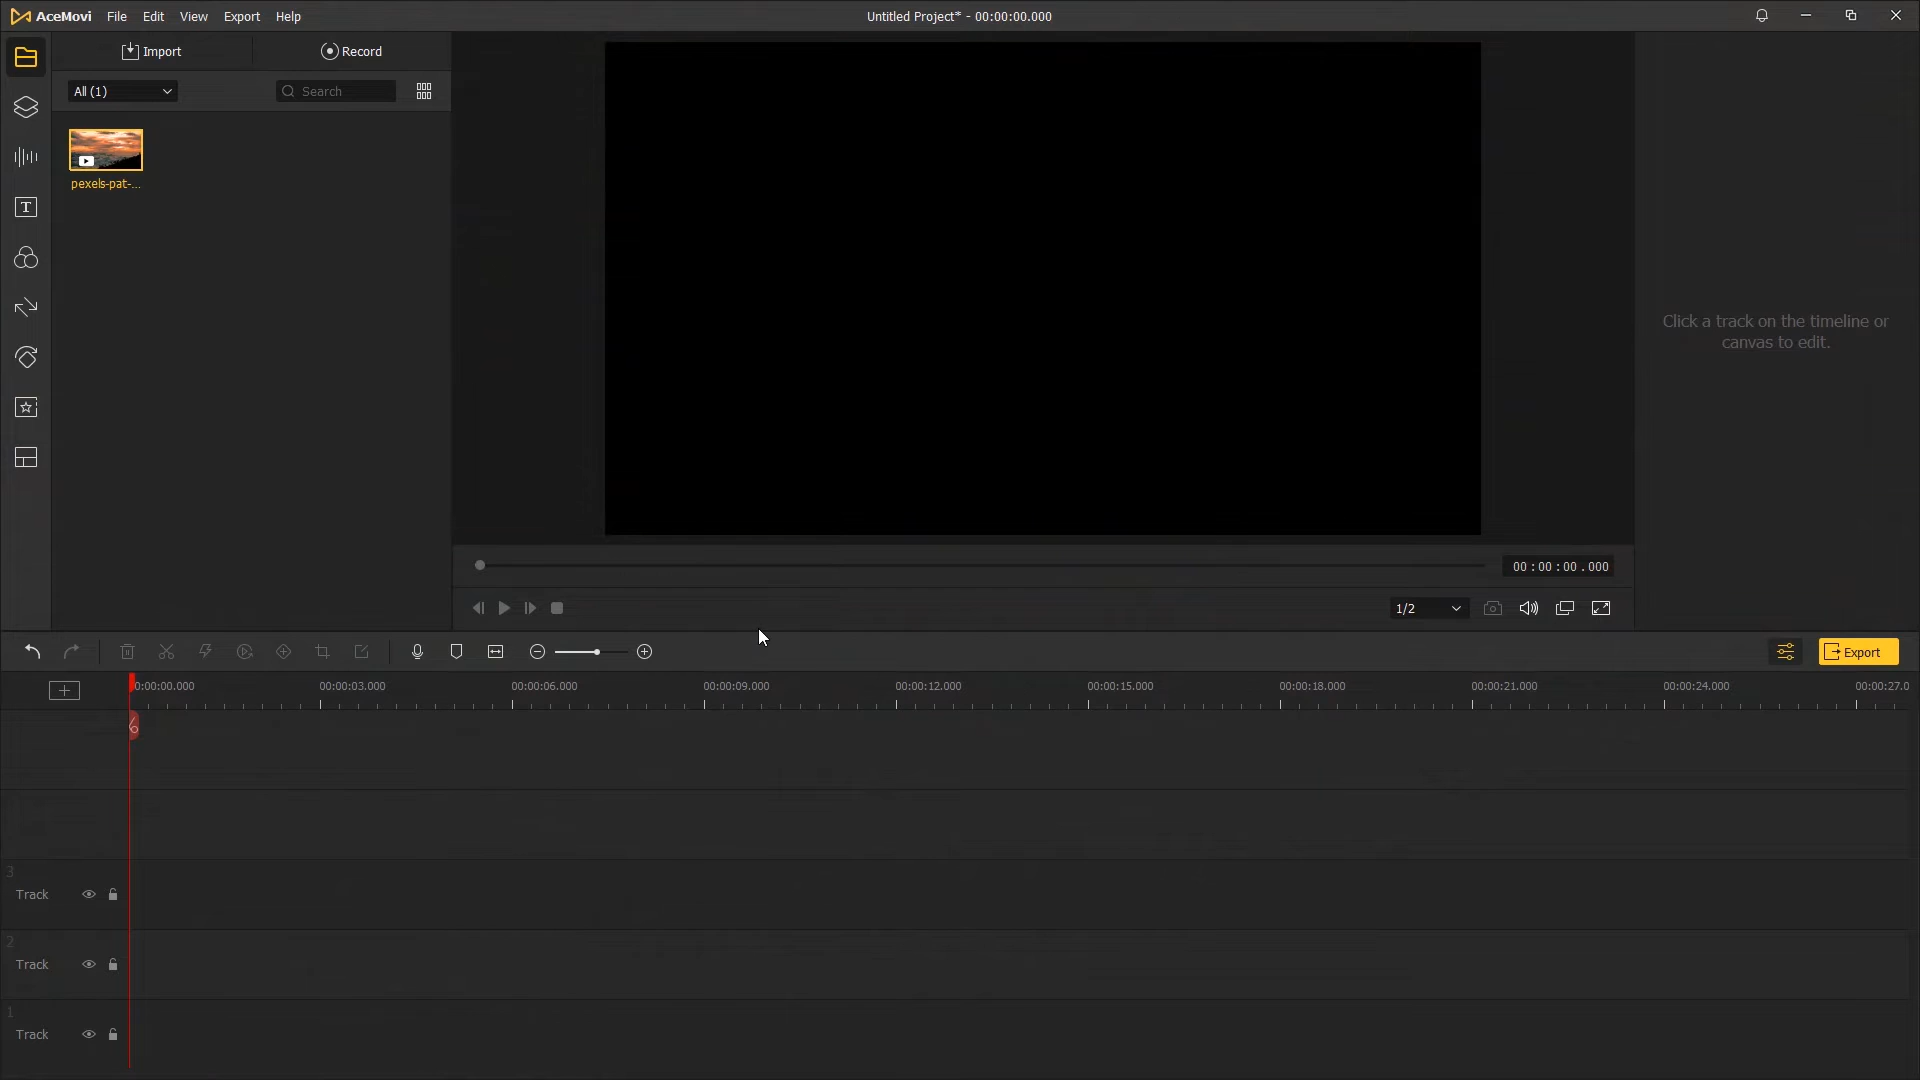 AceMovi File Edit View Export Help
Untitled Project* - 00:00:00.000
Import
Record
All (1)
Search
pexels-pat-...
T
Click a track on the timeline or
canvas to edit.
00:00:00.000
1/2
Export
0:00:00.000 00:00:03.000 00:00:06.000 00:00:09.000 00:00:12.000 00:00:15.000 00:00:18.000 00:00:21.000 00:00:24.000 00:00:27.0
3
Track
2
Track
1
Track